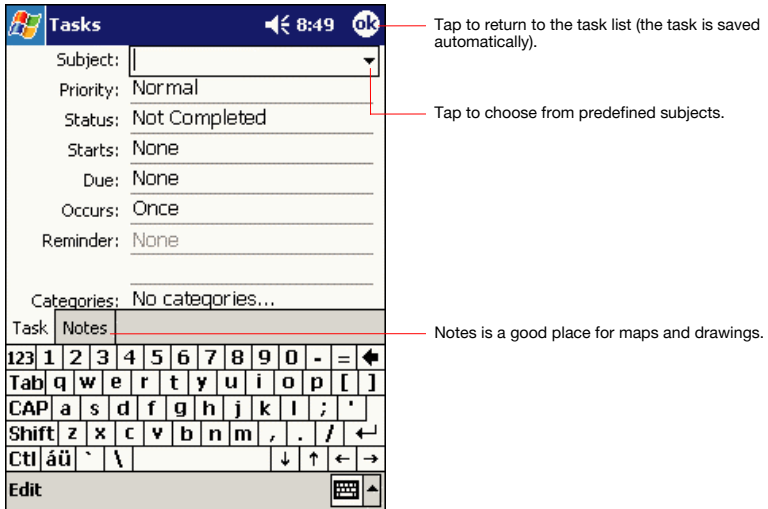 Tasks 8:49 ok
Subject:
Priority: Normal
Status: Not Completed
Starts: None
Due: None
Occurs: Once
Reminder: None
Categories: No categories...
Task Notes
123 1 2 3 4 5 6 7 8 9 0 - =
Tab q w e r t y u i o p [ ]
CAP a s d f g h j k l ; '
Shift z x c v b n m , . /
Ctl áü ` \ ↓ ↑ ← →
Edit
Tap to return to the task list (the task is saved
automatically).
Tap to choose from predefined subjects.
Notes is a good place for maps and drawings.